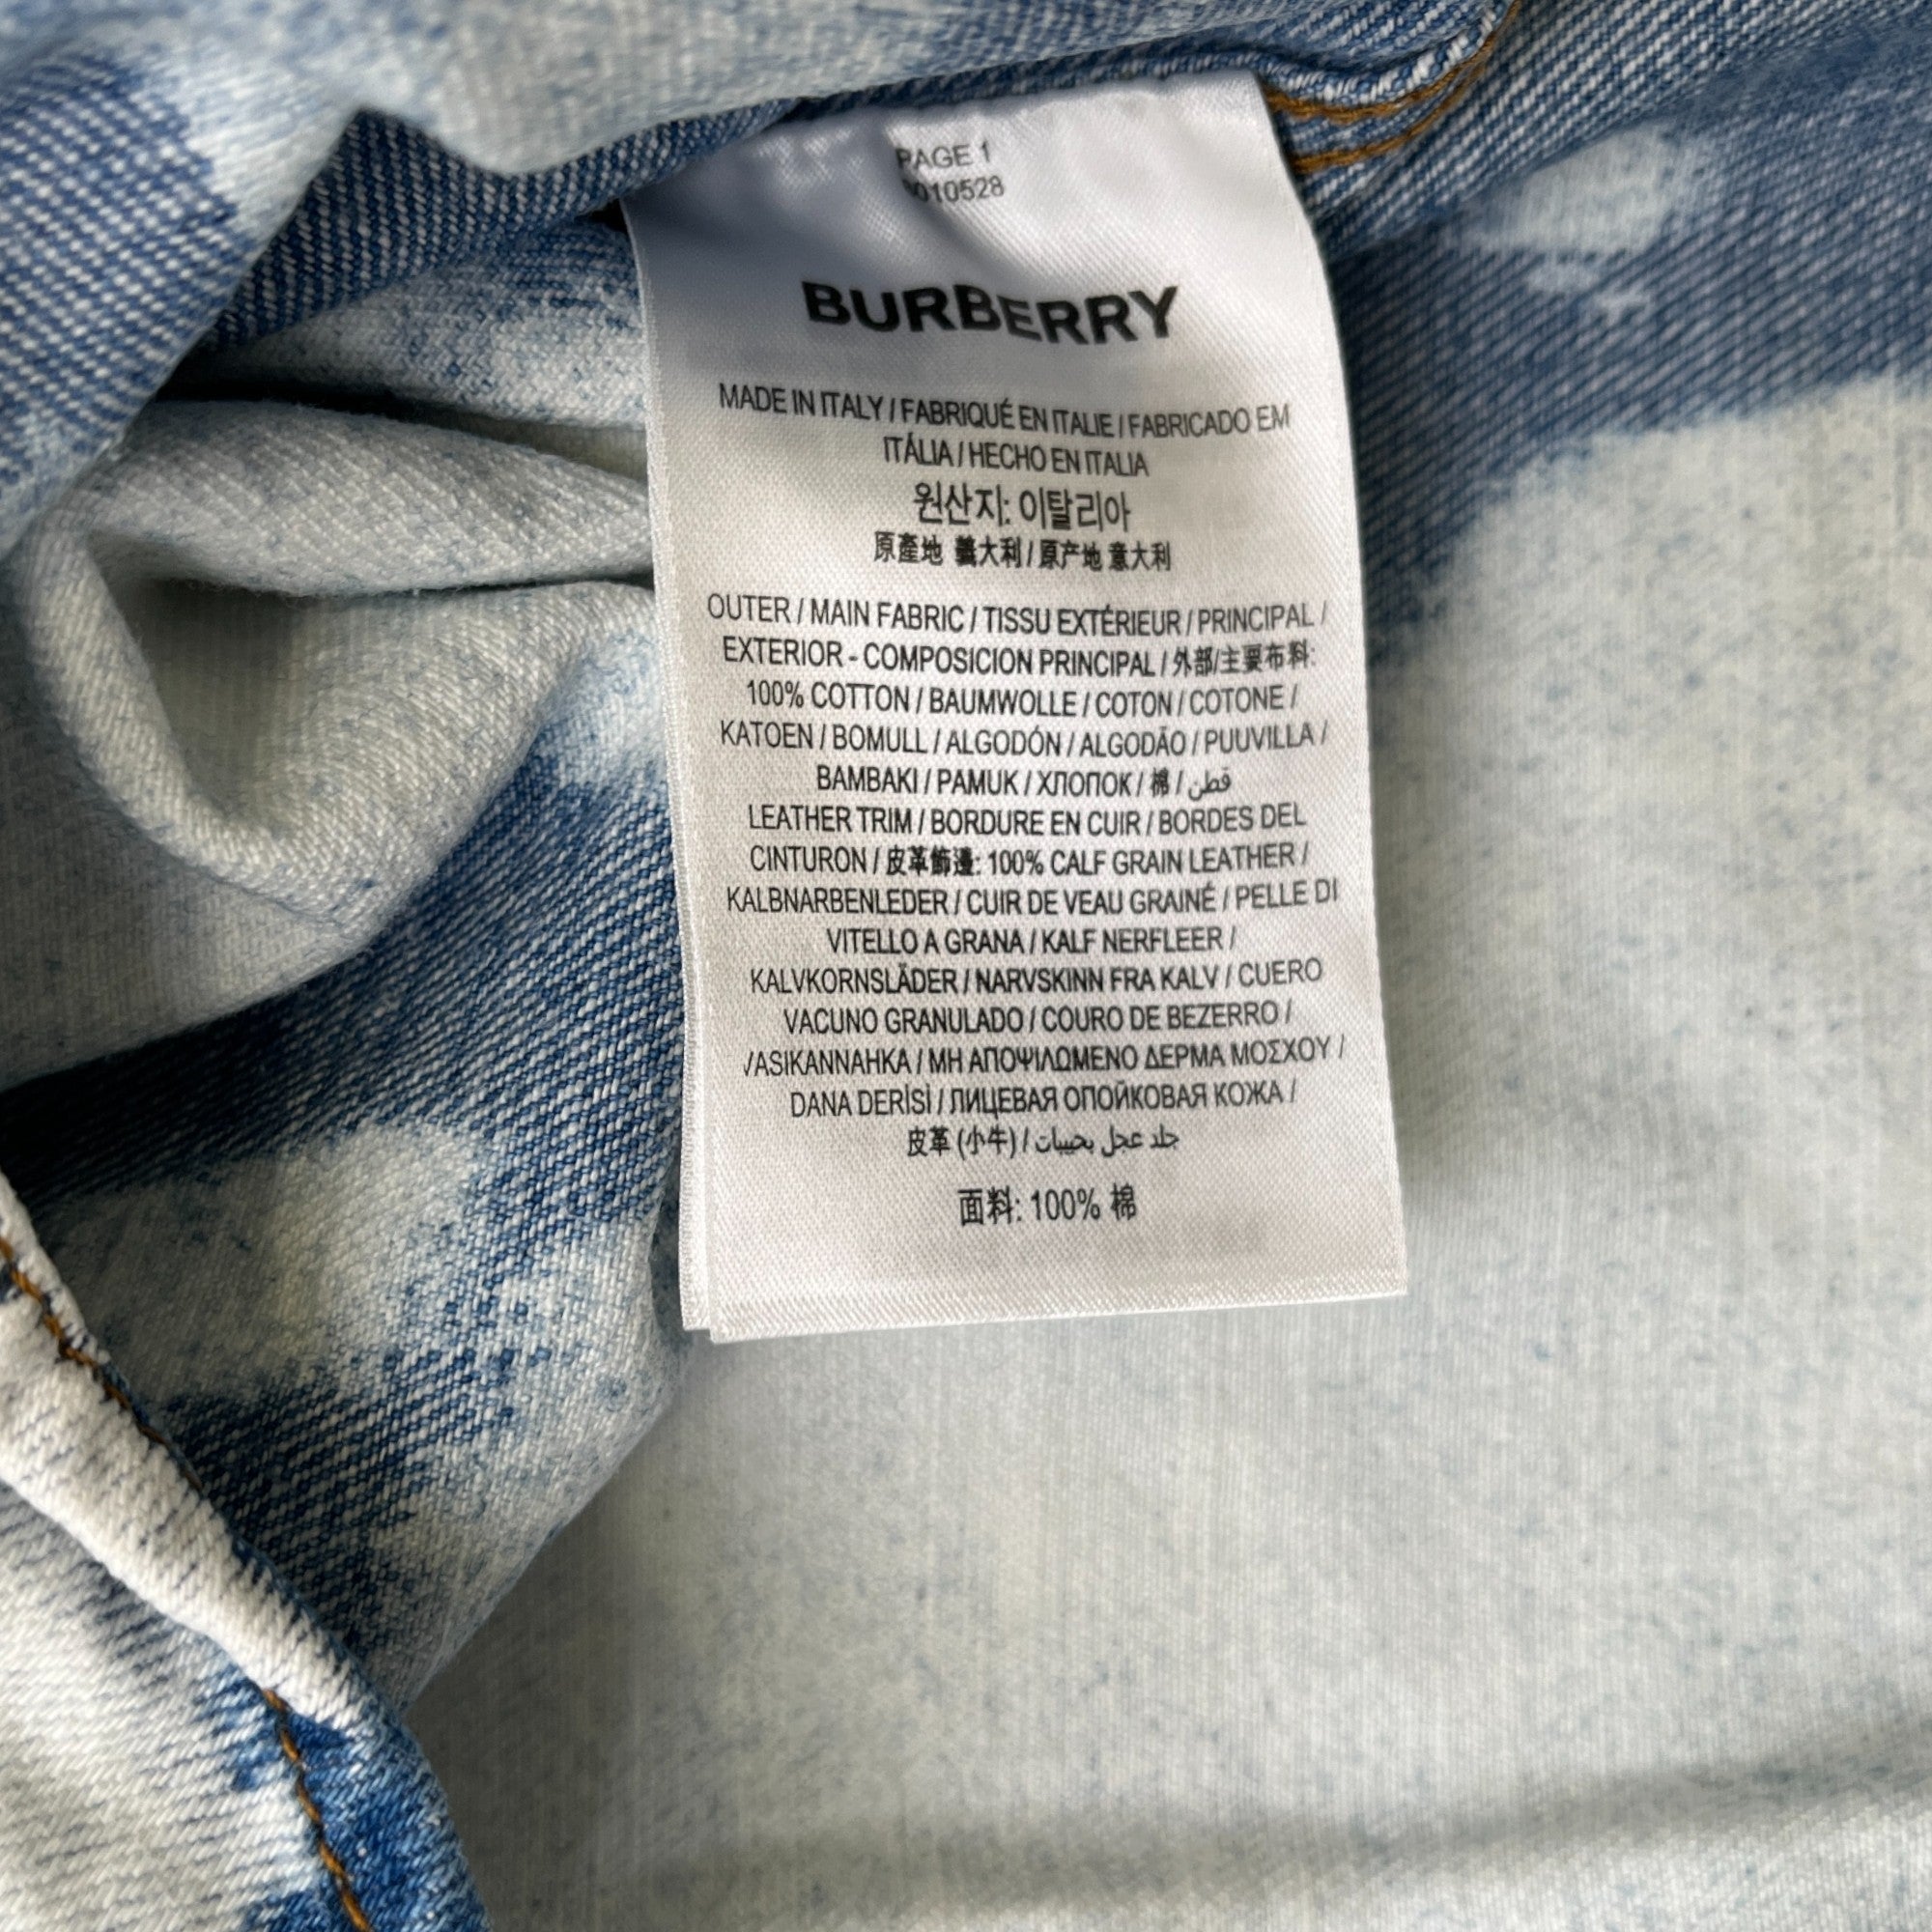 PAGE 1
0010528
BURBERRY
MADE IN ITALY / FABRIQUÉ EN ITALIE / FABRICADO EM
ITÁLIA / HECHO EN ITALIA
원산지: 이탈리아
原產地 義大利 / 原产地 意大利
OUTER / MAIN FABRIC / TISSU EXTÉRIEUR / PRINCIPAL /
EXTERIOR - COMPOSICION PRINCIPAL / 外部/主要布料:
100% COTTON / BAUMWOLLE / COTON / COTONE /
KATOEN / BOMULL / ALGODÓN / ALGODÃO / PUUVILLA /
BAMBAKI / PAMUK / ХЛОПОК / 棉 / قطن
LEATHER TRIM / BORDURE EN CUIR / BORDES DEL
CINTURON / 皮革飾邊: 100% CALF GRAIN LEATHER /
KALBNARBENLEDER / CUIR DE VEAU GRAINÉ / PELLE DI
VITELLO A GRANA / KALF NERFLEER /
KALVKORNSLÄDER / NARVSKINN FRA KALV / CUERO
VACUNO GRANULADO / COURO DE BEZERRO /
VASIKANNAHKA / ΜΗ ΑΠΟΨΙΛΩΜΕΝΟ ΔΕΡΜΑ ΜΟΣΧΟΥ /
DANA DERİSİ / ЛИЦЕВАЯ ОПОЙКОВАЯ КОЖА /
皮革 (小牛) / جلد عجل بحبيبات
面料: 100% 棉